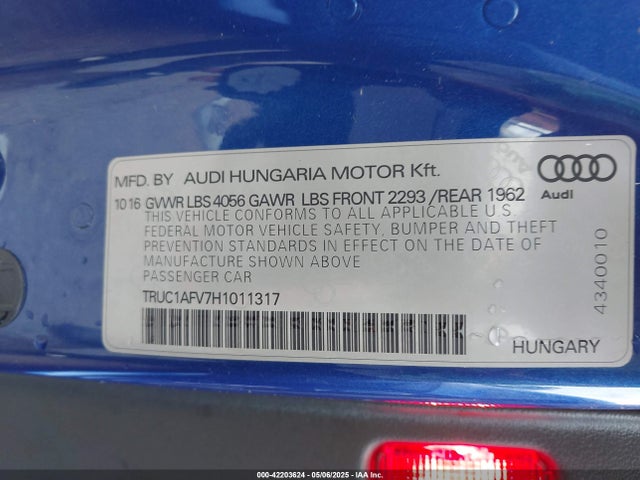 MFD. BY AUDI HUNGARIA MOTOR Kft.
Audi
10 16 GVWR LBS 4056 GAWR LBS FRONT 2293 / REAR 1962
THIS VEHICLE CONFORMS TO ALL APPLICABLE U.S.
FEDERAL MOTOR VEHICLE SAFETY, BUMPER AND THEFT
PREVENTION STANDARDS IN EFFECT ON THE DATE OF
MANUFACTURE SHOWN ABOVE
PASSENGER CAR
TRUC1AFV7H1011317
4340010
HUNGARY
000-42203624 | 05/06/2025 - IAAI.COM